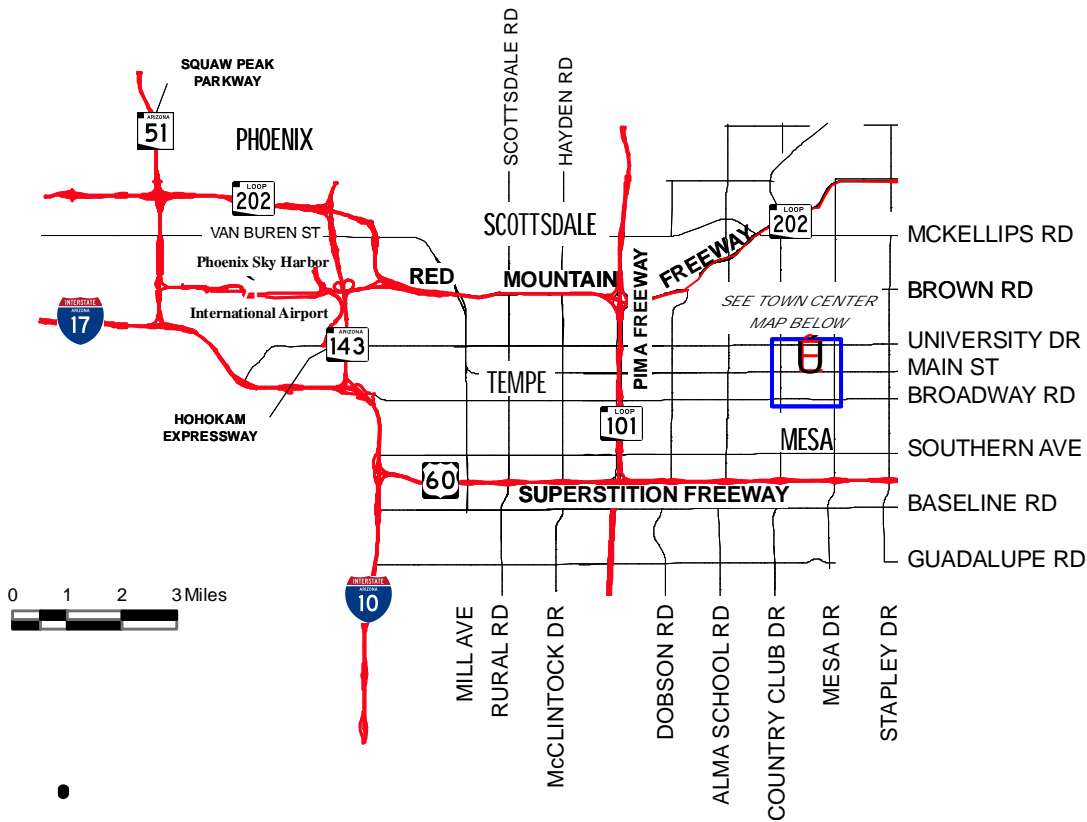 SQUAW PEAK
PARKWAY
ARIZONA
51
PHOENIX
SCOTTSDALE RD
HAYDEN RD
LOOP
202
VAN BUREN ST
SCOTTSDALE
LOOP
202
MCKELLIPS RD
Phoenix Sky Harbor
International Airport
RED
MOUNTAIN
FREEWAY
BROWN RD
INTERSTATE
ARIZONA
17
SEE TOWN CENTER
MAP BELOW
ARIZONA
143
PIMA FREEWAY
UNIVERSITY DR
MAIN ST
TEMPE
BROADWAY RD
HOHOKAM
EXPRESSWAY
LOOP
101
MESA
SOUTHERN AVE
60
SUPERSTITION FREEWAY
BASELINE RD
GUADALUPE RD
INTERSTATE
ARIZONA
10
0 1 2 3 Miles
MILL AVE
RURAL RD
McCLINTOCK DR
DOBSON RD
ALMA SCHOOL RD
COUNTRY CLUB DR
MESA DR
STAPLEY DR